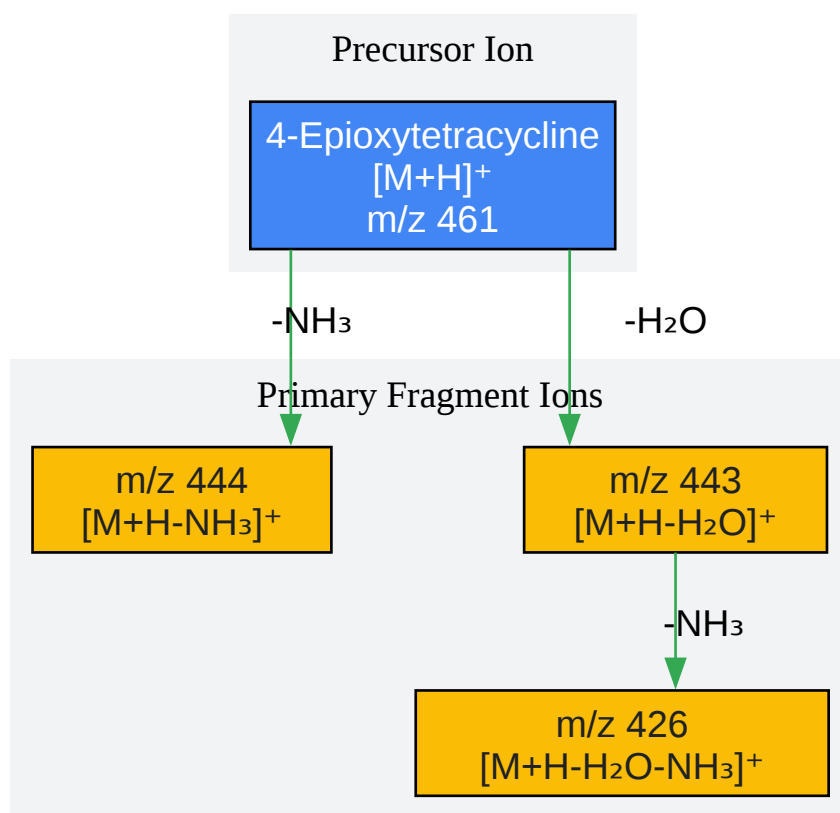 Precursor Ion
4-Epioxytetracycline
[M+H]⁺
m/z 461
-NH₃
-H₂O
Primary Fragment Ions
m/z 444
[M+H-NH₃]⁺
m/z 443
[M+H-H₂O]⁺
-NH₃
m/z 426
[M+H-H₂O-NH₃]⁺